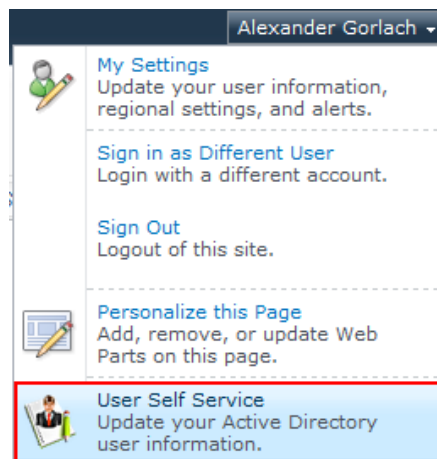 Alexander Gorlach
My Settings
Update your user information,
regional settings, and alerts.
Sign in as Different User
Login with a different account.
Sign Out
Logout of this site.
Personalize this Page
Add, remove, or update Web
Parts on this page.
User Self Service
Update your Active Directory
user information.